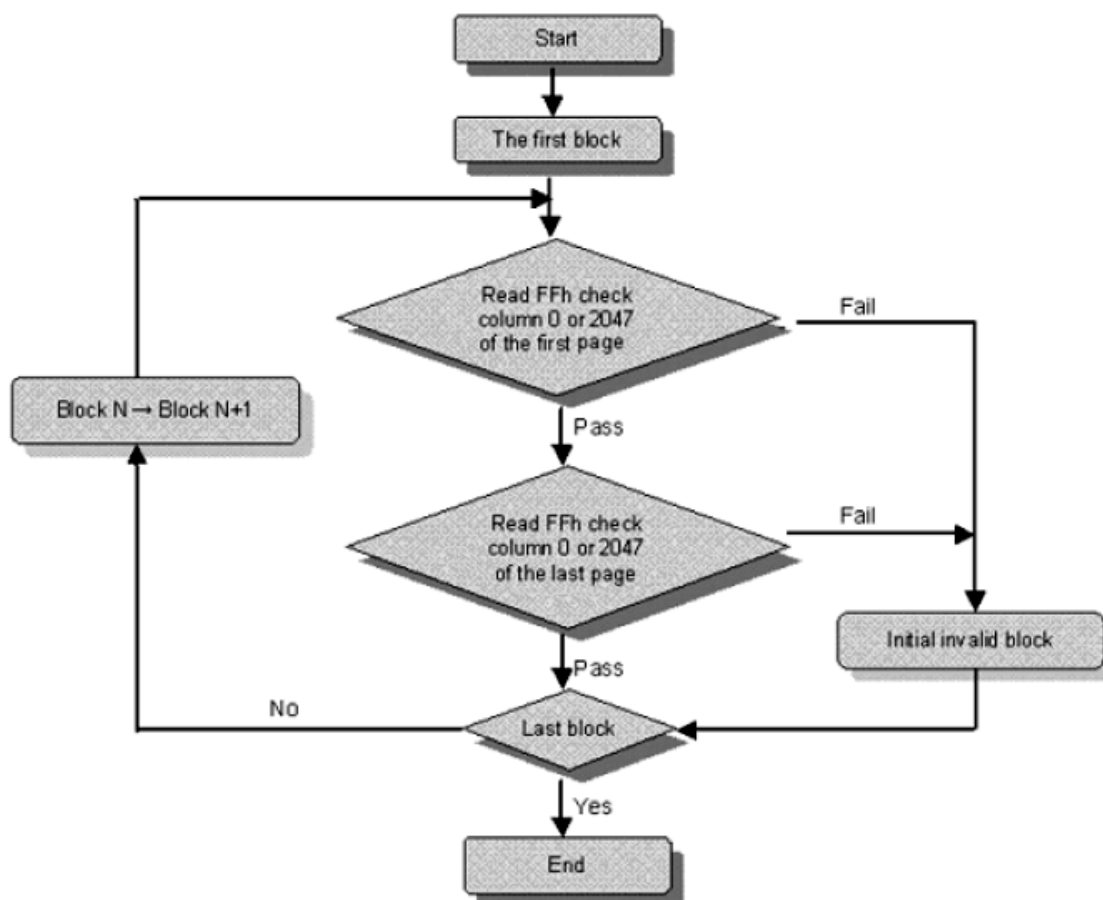 Start
The first block
Read FFh check
column 0 or 2047
of the first page
Fail
Block N → Block N+1
Pass
Read FFh check
column 0 or 2047
of the last page
Fail
Initial invalid block
Pass
No
Last block
Yes
End